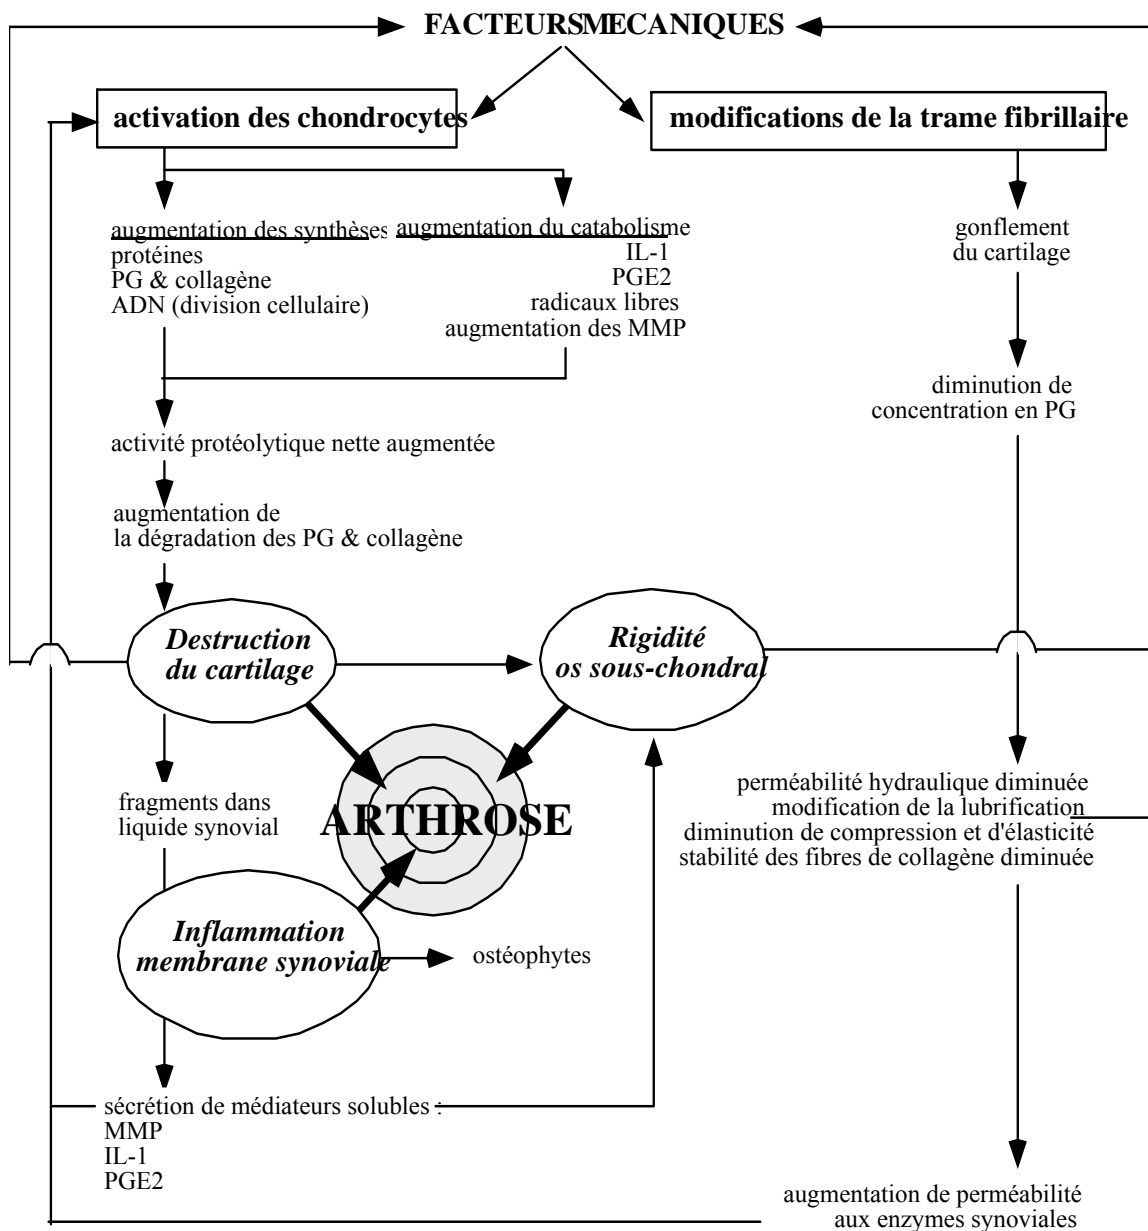 FACTEURS MECANIQUES
activation des chondrocytes
modifications de la trame fibrillaire
augmentation des synthèses
protéines
PG & collagène
ADN (division cellulaire)
augmentation du catabolisme
IL-1
PGE2
radicaux libres
augmentation des MMP
gonflement
du cartilage
diminution de
concentration en PG
activité protéolytique nette augmentée
augmentation de
la dégradation des PG & collagène
Destruction
du cartilage
Rigidité
os sous-chondral
fragments dans
liquide synovial
ARTHROSE
perméabilité hydraulique diminuée
modification de la lubrification
diminution de compression et d'élasticité
stabilité des fibres de collagène diminuée
Inflammation
membrane synoviale
ostéophytes
sécrétion de médiateurs solubles :
MMP
IL-1
PGE2
augmentation de perméabilité
aux enzymes synoviales